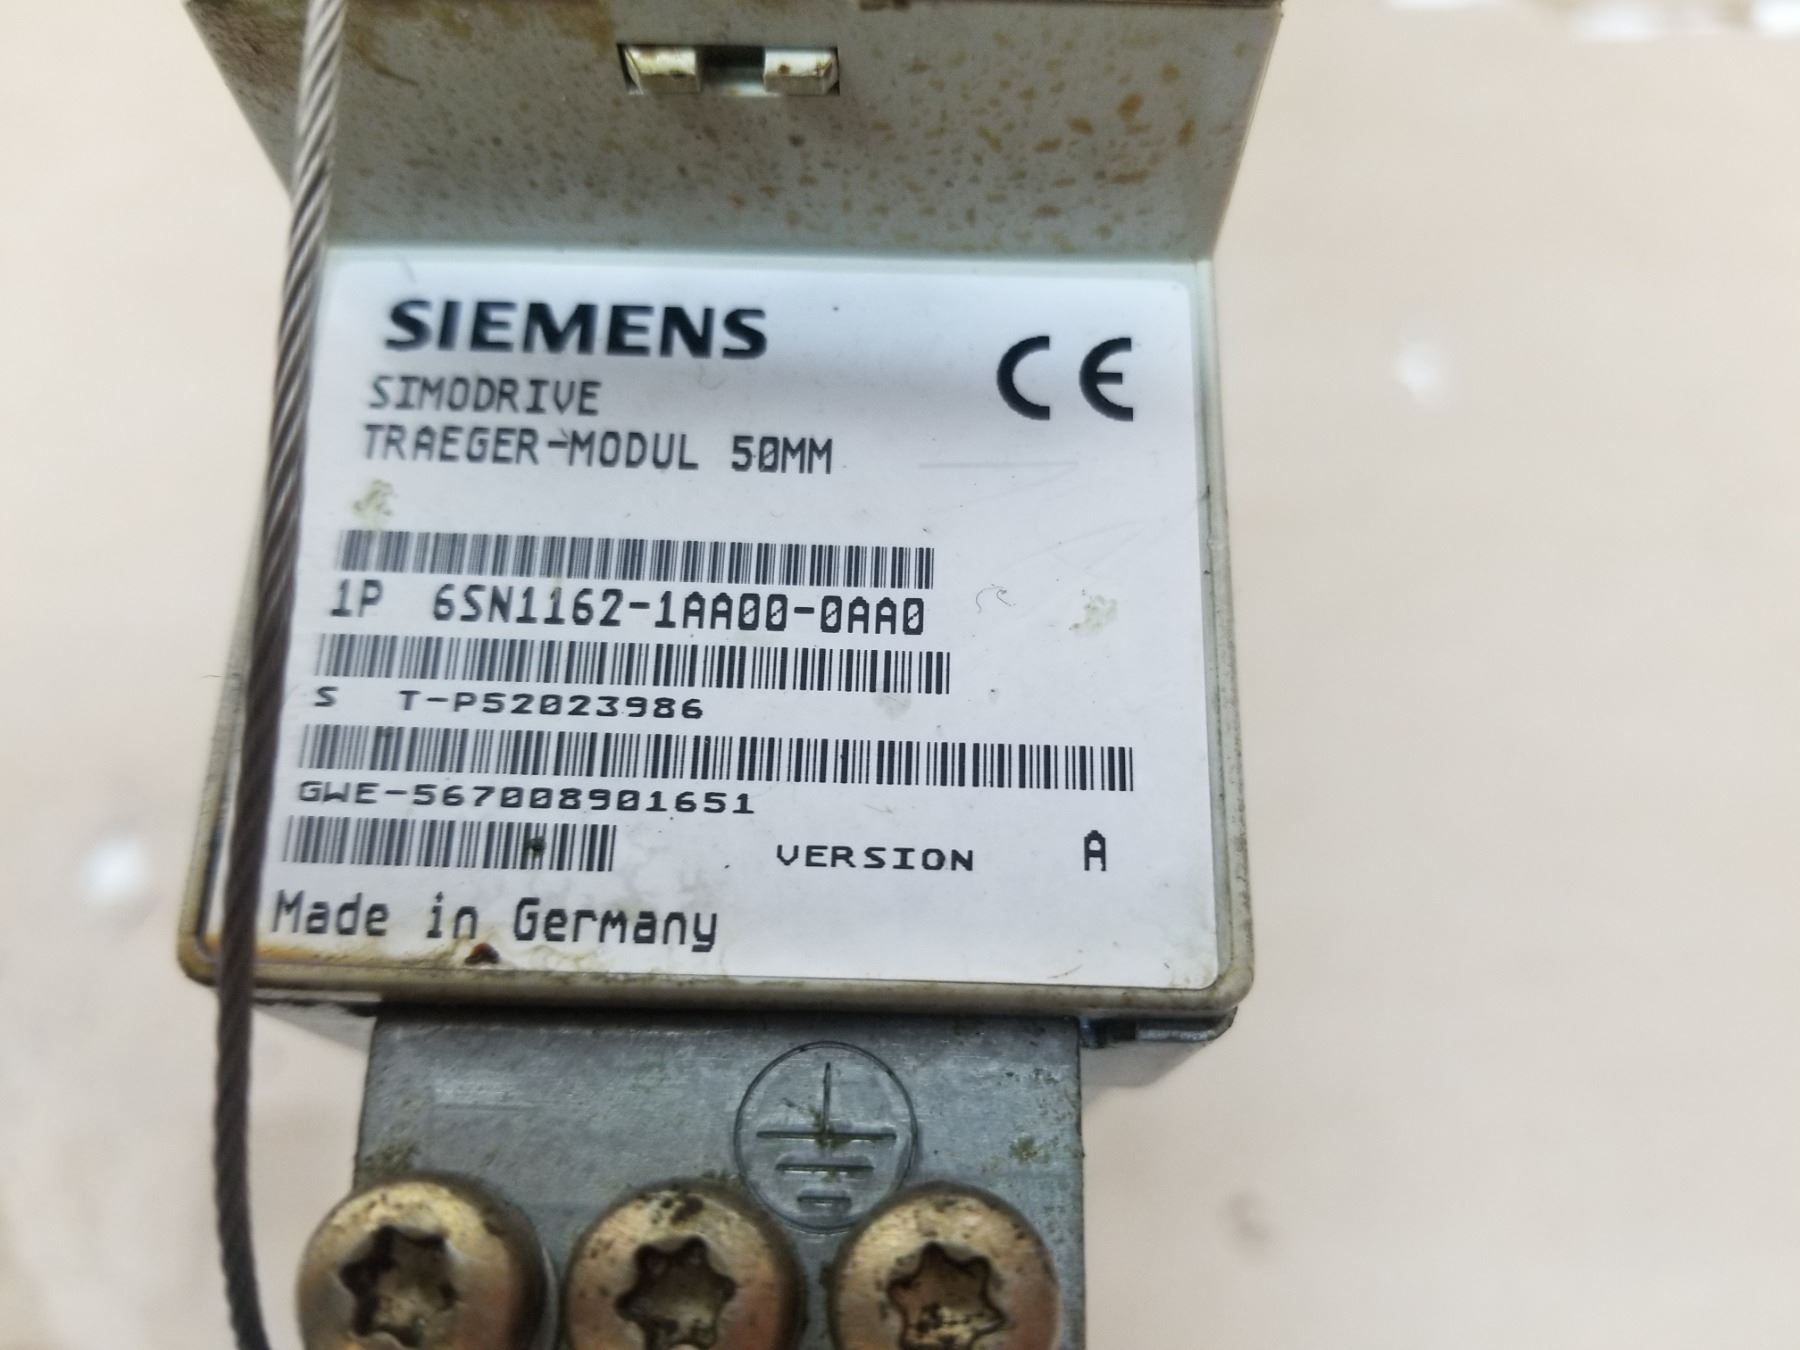 SIEMENS
CE
SIMODRIVE
TRAEGER-MODUL 50MM
1P 6SN1162-1AA00-0AA0
S T-P52023986
GWE-567008901651
VERSION A
Made in Germany